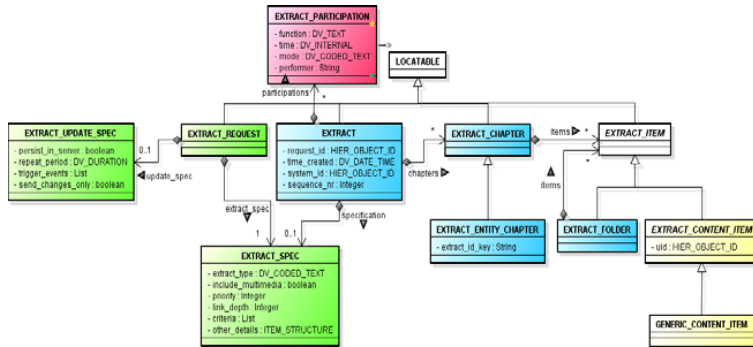 EXTRACT_PARTICIPATION
- function : DV_TEXT
- time : DV_INTERNAL
- mode : DV_CODED_TEXT
- performer : String
LOCATABLE
participations
*
EXTRACT_UPDATE_SPEC
- persist_in_server : boolean
- repeat_period : DV_DURATION
- trigger_events : List
- send_changes_only : boolean
0..1
update_spec
EXTRACT_REQUEST
EXTRACT
- request_id : HIER_OBJECT_ID
- time_created : DV_DATE_TIME
- system_id : HIER_OBJECT_ID
- sequence_nr : Integer
*
chapters
EXTRACT_CHAPTER
items
*
EXTRACT_ITEM
*
items
extract_spec
1
specification
0..1
EXTRACT_ENTITY_CHAPTER
- extract_id_key : String
EXTRACT_FOLDER
EXTRACT_CONTENT_ITEM
- uid : HIER_OBJECT_ID
EXTRACT_SPEC
- extract_type : DV_CODED_TEXT
- include_multimedia : boolean
- priority : Integer
- link_depth : Integer
- criteria : List
- other_details : ITEM_STRUCTURE
GENERIC_CONTENT_ITEM